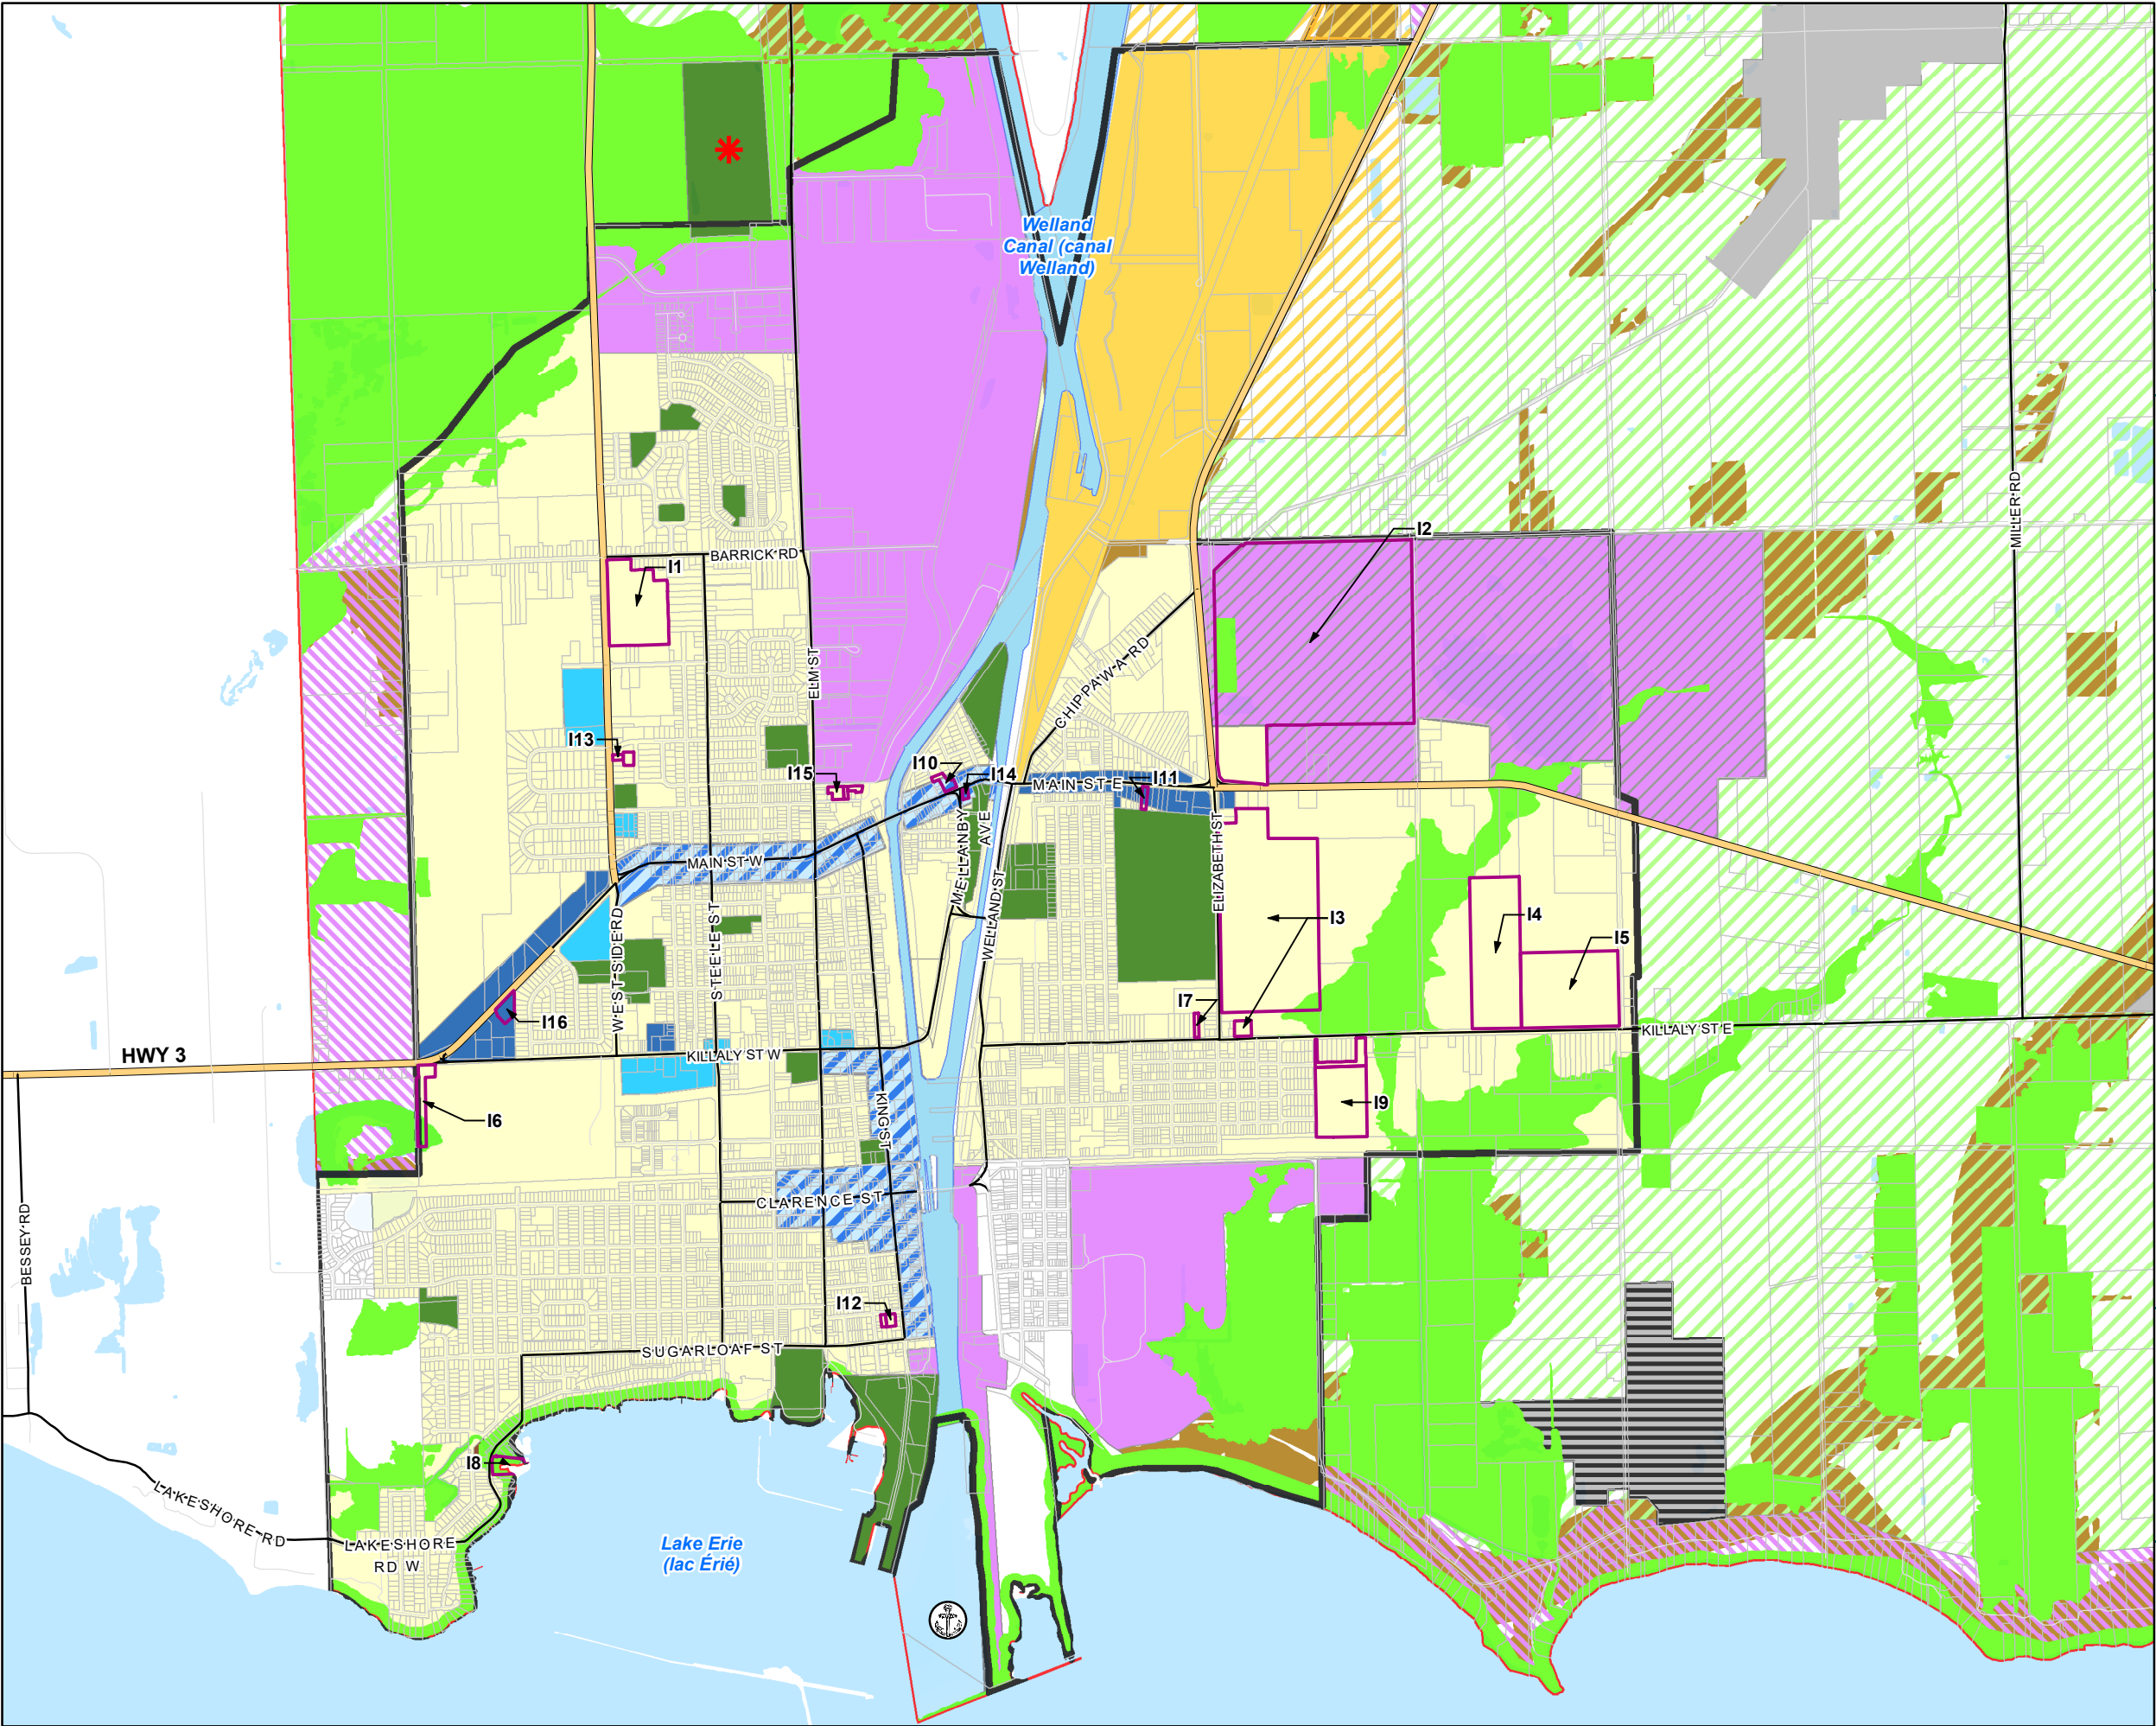 Welland
Canal (canal
Welland)
I2
MILLER RD
BARRICK RD
I1
ELM ST
CHIPPAWA RD
I13
I15
I10
I14
I11
MAIN ST E
MELLANBY
AVE
ELIZABETH ST
MAIN ST W
WELLAND ST
WEST SIDE RD
STEELE ST
I3
I4
I5
I7
I16
KILLALY ST E
HWY 3
KILLALY ST W
KING ST
I6
I9
CLARENCE ST
BESSEY RD
I12
SUGARLOAF ST
I8
LAKESHORE RD
LAKESHORE
RD W
Lake Erie
(lac Érié)